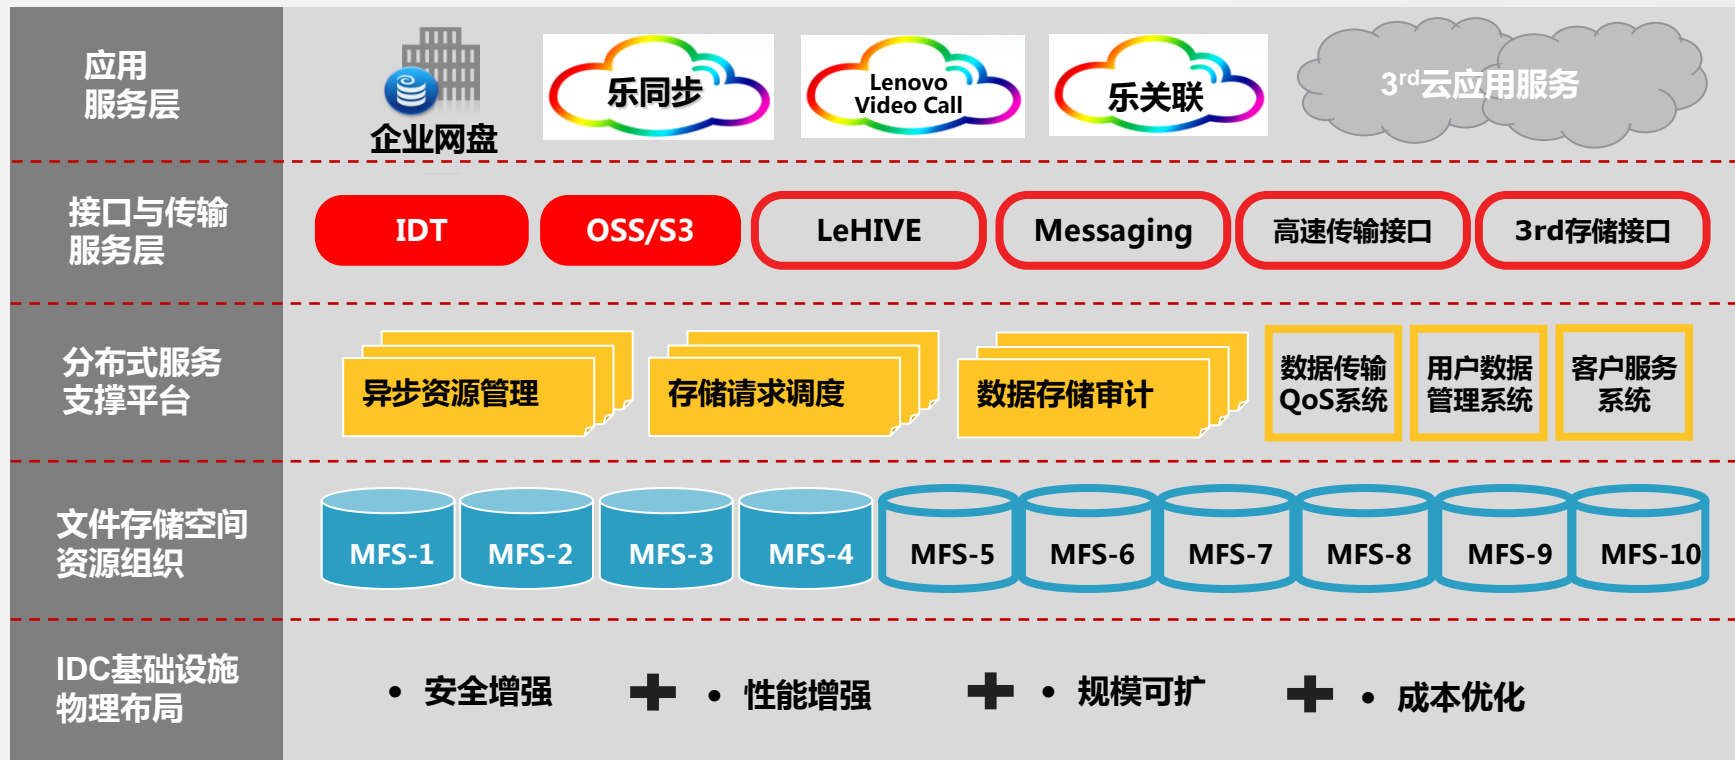 应用
服务层
企业网盘
乐同步
Lenovo
Video Call
乐关联
3rd云应用服务
接口与传输
服务层
IDT
OSS/S3
LeHIVE
Messaging
高速传输接口
3rd存储接口
分布式服务
支撑平台
异步资源管理
存储请求调度
数据存储审计
数据传输
QoS系统
用户数据
管理系统
客户服务
系统
文件存储空间
资源组织
MFS-1
MFS-2
MFS-3
MFS-4
MFS-5
MFS-6
MFS-7
MFS-8
MFS-9
MFS-10
IDC基础设施
物理布局
• 安全增强
• 性能增强
• 规模可扩
• 成本优化